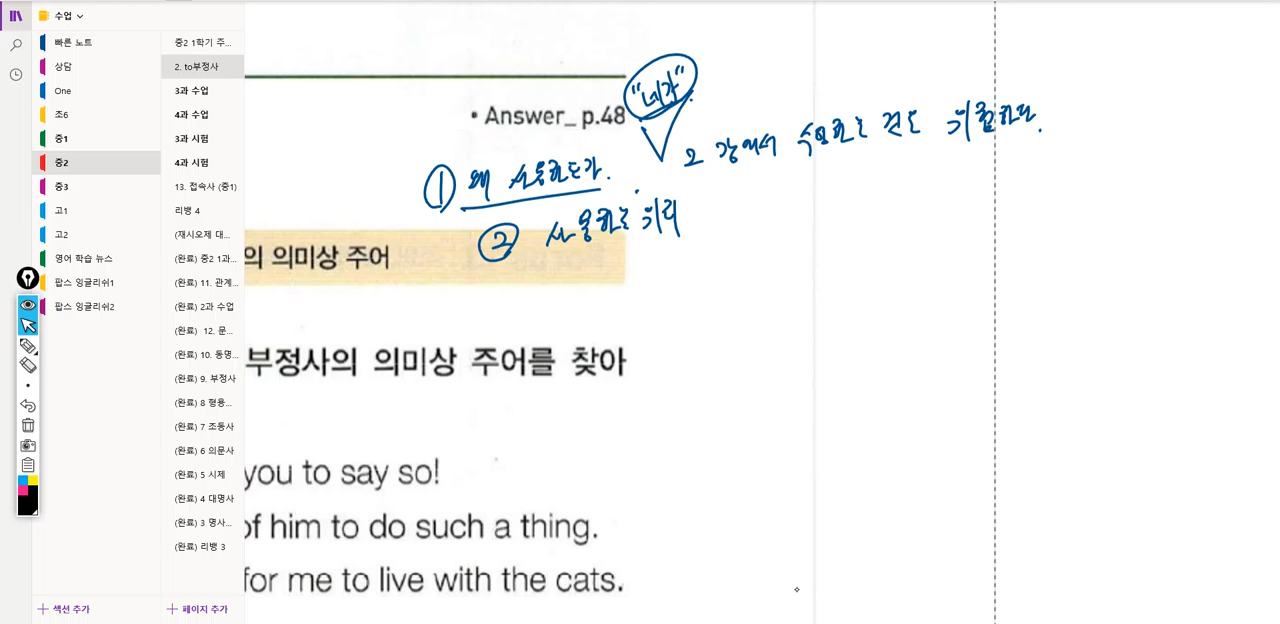 수업
빠른 노트
상담
One
초6
중1
중2
중3
고1
고2
영어 학습 뉴스
팝스 잉글리쉬1
팝스 잉글리쉬2
섹션 추가
중2 1학기 주...
2. to부정사
3과 수업
4과 수업
3과 시험
4과 시험
13. 접속사 (중1)
리뱅 4
(재시오제 대...
(완료) 중2 1과...
(완료) 11. 관계...
(완료) 2과 수업
(완료) 12. 문...
(완료) 10. 동명...
(완료) 9. 부정사
(완료) 8 형용...
(완료) 7 조동사
(완료) 6 의문사
(완료) 5 시제
(완료) 4 대명사
(완료) 3 명사...
(완료) 리뱅 3
페이지 추가
"네가"
• Answer_ p.48
그 강에서 수영하는 것은 위험하다.
① 왜 사용하는가.
② 사용하는 위치
의 의미상 주어
부정사의 의미상 주어를 찾아
you to say so!
of him to do such a thing.
for me to live with the cats.